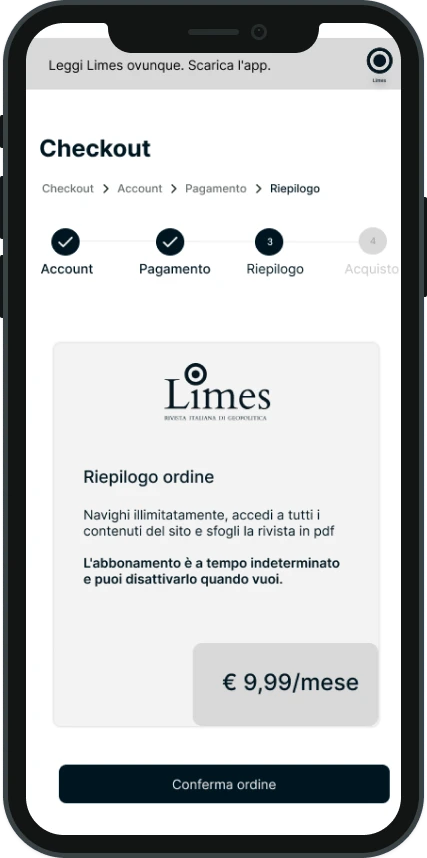 Leggi Limes ovunque. Scarica l'app.
Limes
Checkout
Checkout > Account > Pagamento > Riepilogo
3
4
Account
Pagamento
Riepilogo
Acquisto
Limes
RIVISTA ITALIANA DI GEOPOLITICA
Riepilogo ordine
Navighi illimitatamente, accedi a tutti i
contenuti del sito e sfogli la rivista in pdf
L'abbonamento è a tempo indeterminato
e puoi disattivarlo quando vuoi.
€ 9,99/mese
Conferma ordine